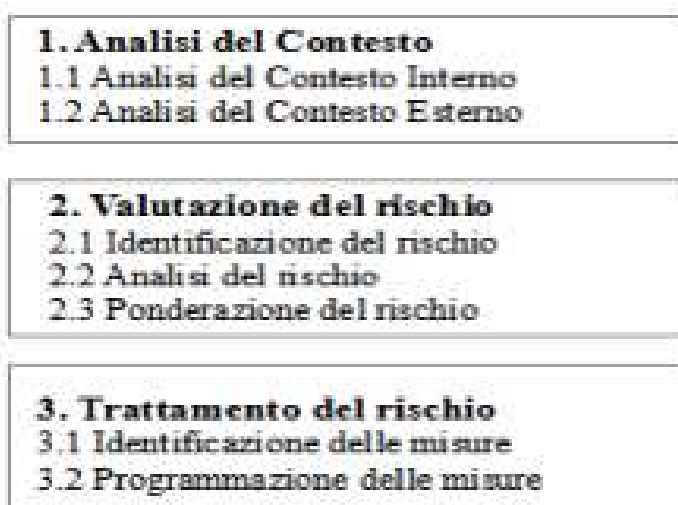 1. Analisi del Contesto
1.1 Analisi del Contesto Interno
1.2 Analisi del Contesto Esterno
2. Valutazione del rischio
2.1 Identificazione del rischio
2.2 Analisi del rischio
2.3 Ponderazione del rischio
3. Trattamento del rischio
3.1 Identificazione delle misure
3.2 Programmazione delle misure